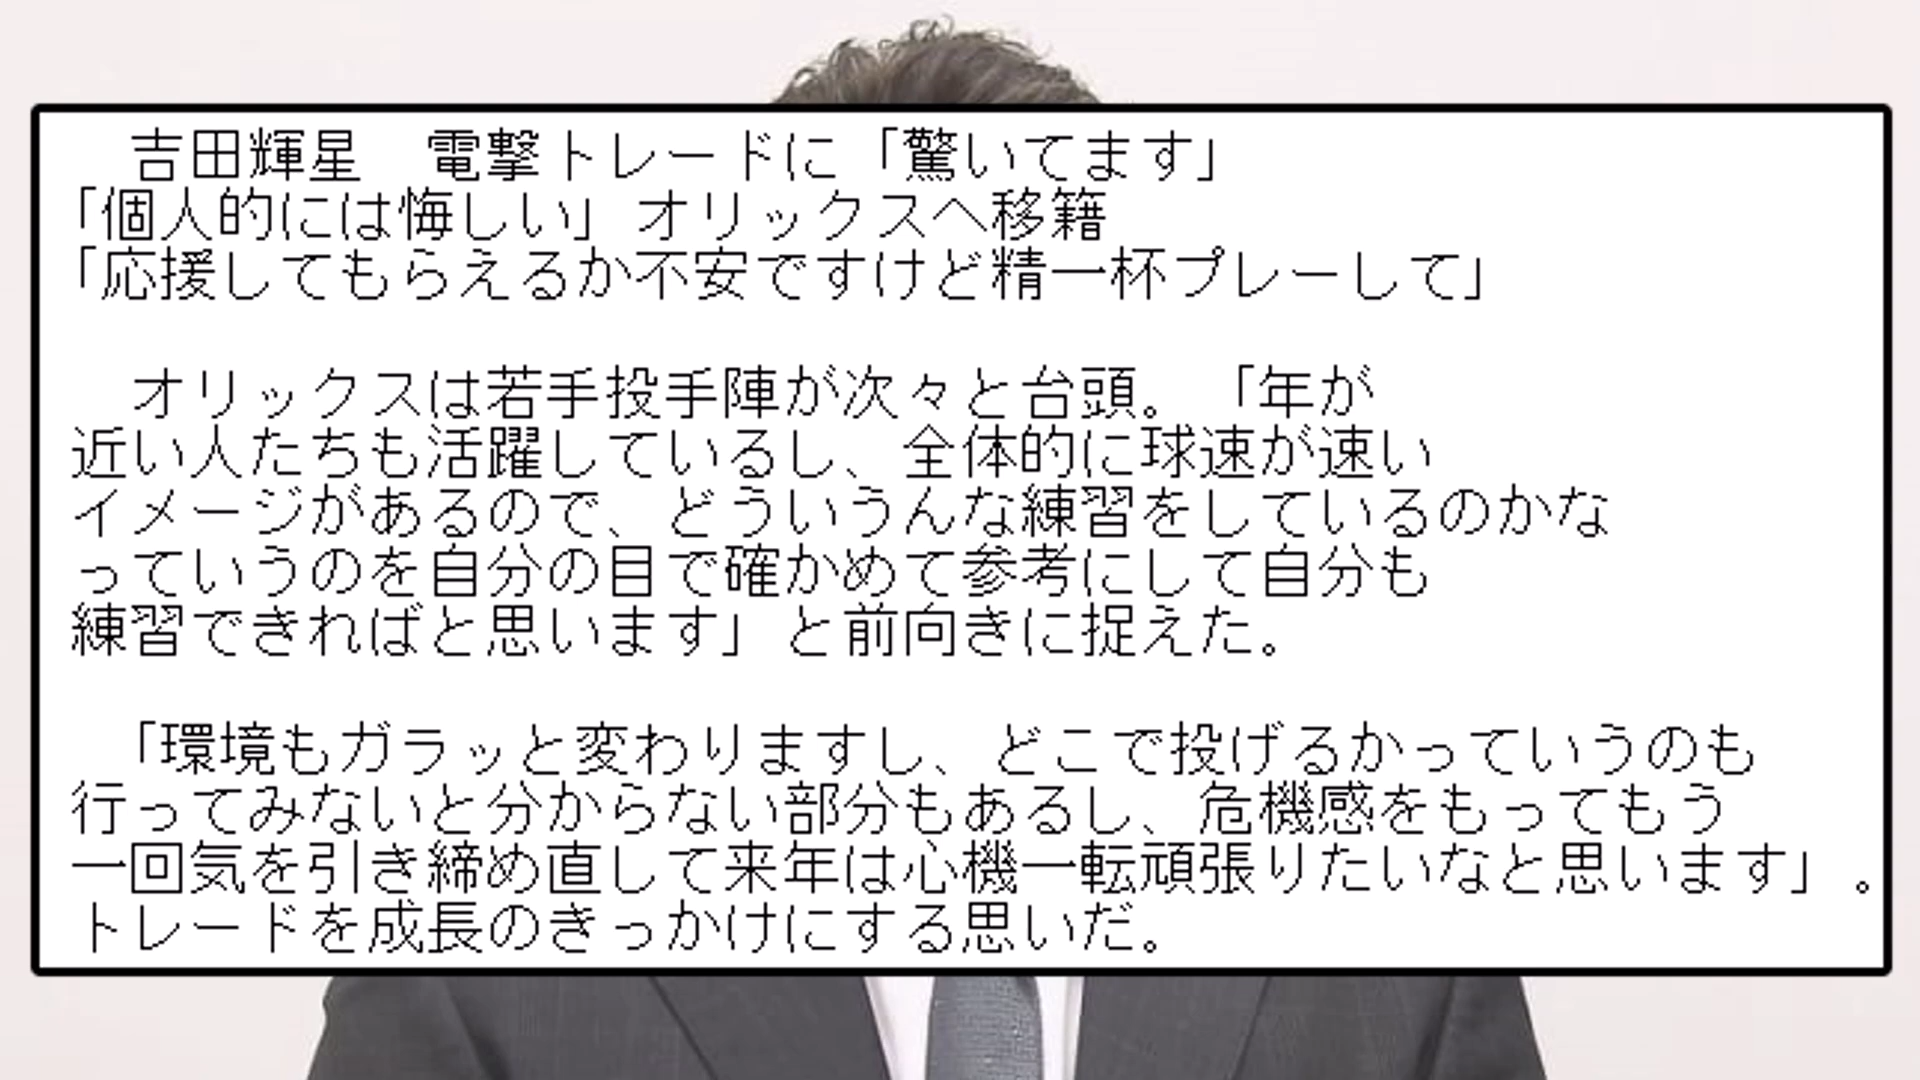 吉田輝星　電撃トレードに「驚いてます」
「個人的には悔しい」オリックスへ移籍
「応援してもらえるか不安ですけど精一杯プレーして」
　オリックスは若手投手陣が次々と台頭。「年が
近い人たちも活躍しているし、全体的に球速が速い
イメージがあるので、どういうんな練習をしているのかな
っていうのを自分の目で確かめて参考にして自分も
練習できればと思います」と前向きに捉えた。
　「環境もガラッと変わりますし、どこで投げるかっていうのも
行ってみないと分からない部分もあるし、危機感をもってもう
一回気を引き締め直して来年は心機一転頑張りたいなと思います」。
トレードを成長のきっかけにする思いだ。